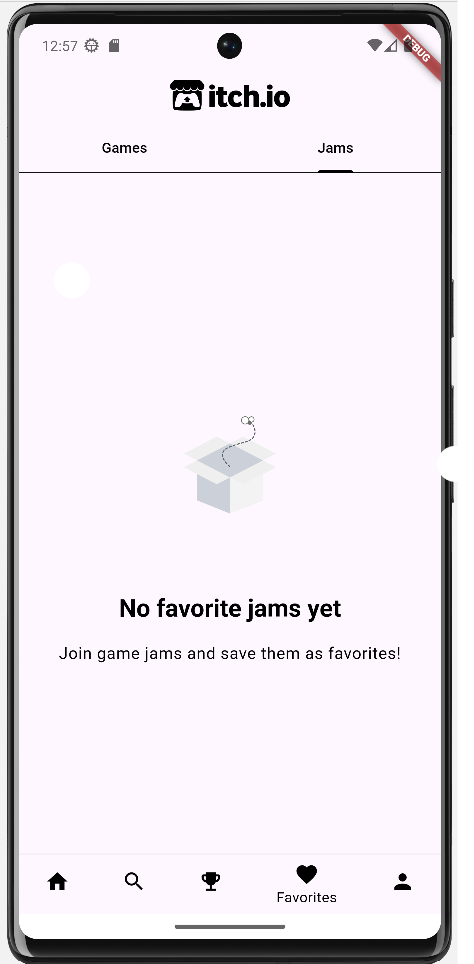 12:57
DEBUG
itch.io
Games
Jams
No favorite jams yet
Join game jams and save them as favorites!
Favorites